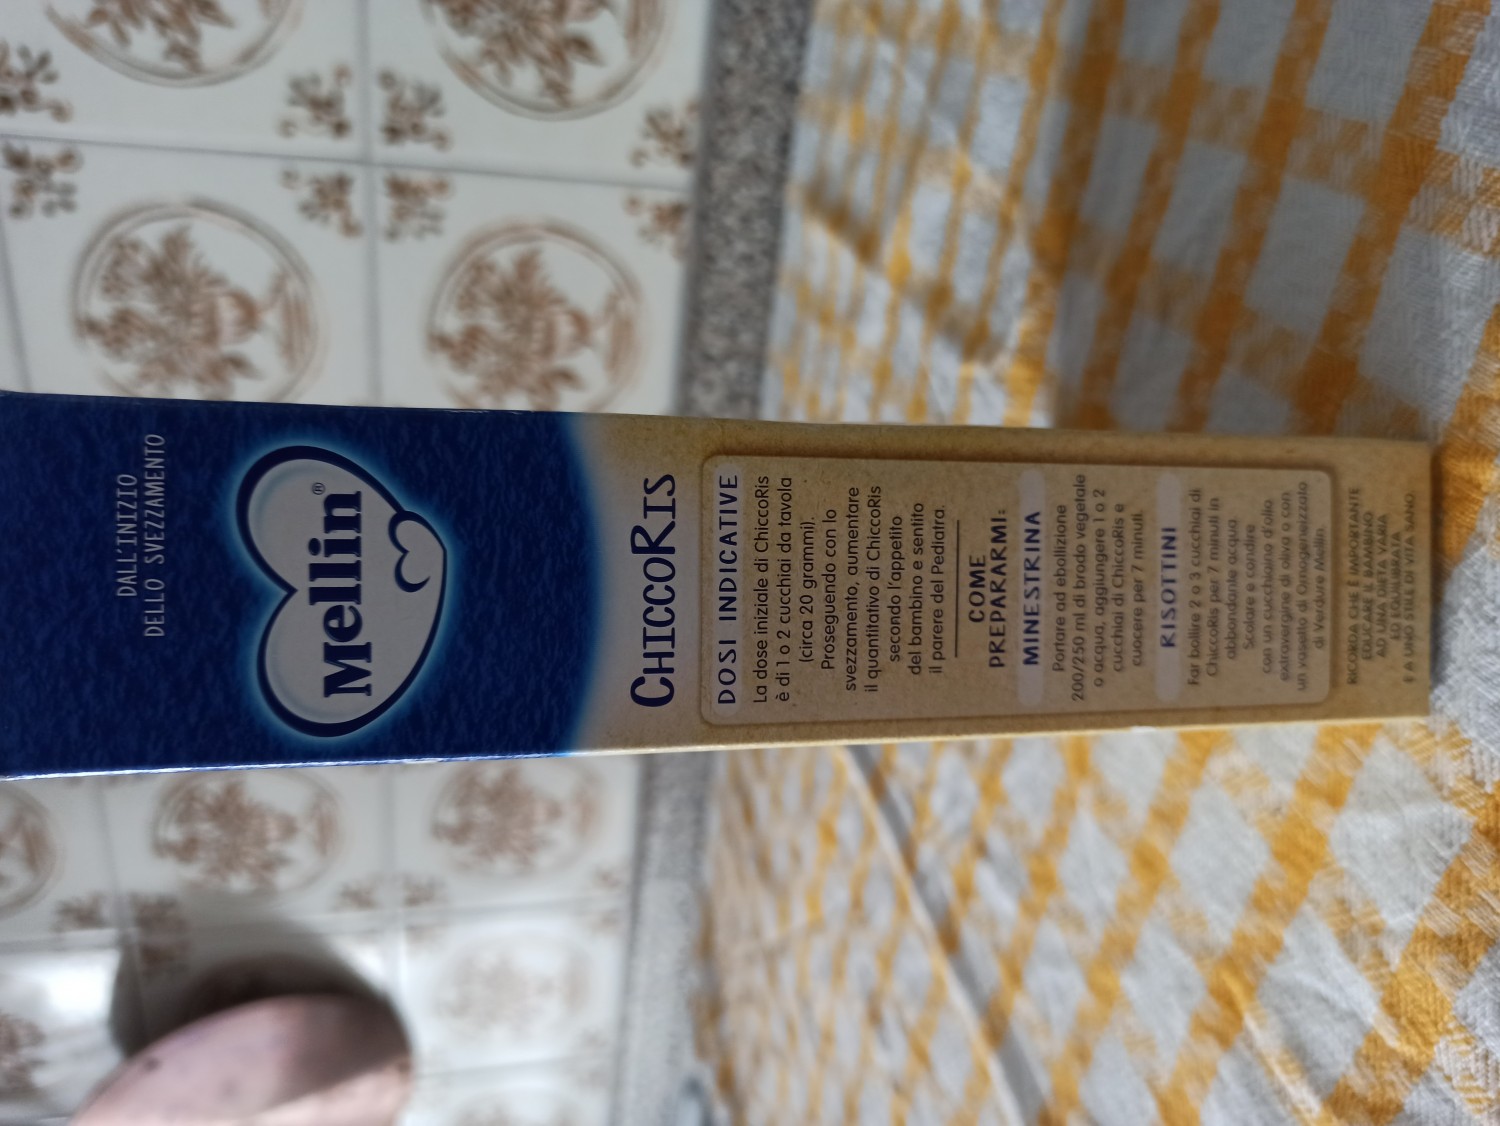 DALL'INIZIO
DELLO SVEZZAMENTO
Mellin®
CHICCORIS
DOSI INDICATIVE
La dose iniziale di ChiccoRis
è di 1 o 2 cucchiai da tavola
(circa 20 grammi).
Proseguendo con lo
svezzamento, aumentare
il quantitativo di ChiccoRis
secondo l'appetito
del bambino e sentito
il parere del Pediatra.
COME
PREPARARMI:
MINESTRINA
Portare ad ebollizione
200/250 ml di brodo vegetale
o acqua, aggiungere 1 o 2
cucchiai di ChiccoRis e
cuocere per 7 minuti.
RISOTTINI
Far bollire 2 o 3 cucchiai di
ChiccoRis per 7 minuti in
abbondante acqua.
Scolare e condire
con un cucchiaino d'olio
extravergine di oliva o con
un vasetto di Omogeneizzato
di Verdure Mellin.
RICORDA CHE È IMPORTANTE
EDUCARE IL BAMBINO
AD UNA DIETA VARIA
ED EQUILIBRATA
E A UNO STILE DI VITA SANO